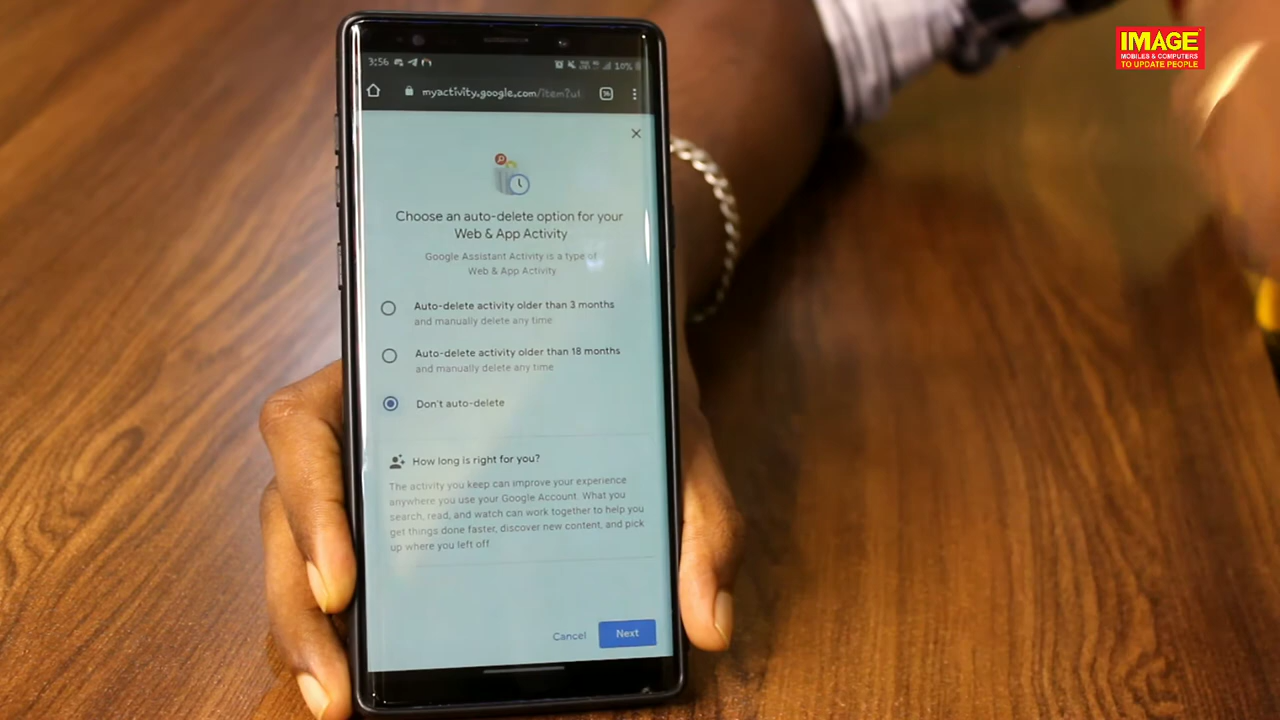 IMAGE
MOBILES & COMPUTERS
TO UPDATE PEOPLE
3:56
10%
myactivity.google.com/item?u
Choose an auto-delete option for your
Web & App Activity
Google Assistant Activity is a type of
Web & App Activity
Auto-delete activity older than 3 months
and manually delete any time
Auto-delete activity older than 18 months
and manually delete any time
Don't auto-delete
How long is right for you?
The activity you keep can improve your experience
anywhere you use your Google Account. What you
search, read, and watch can work together to help you
get things done faster, discover new content, and pick
up where you left off.
Cancel
Next